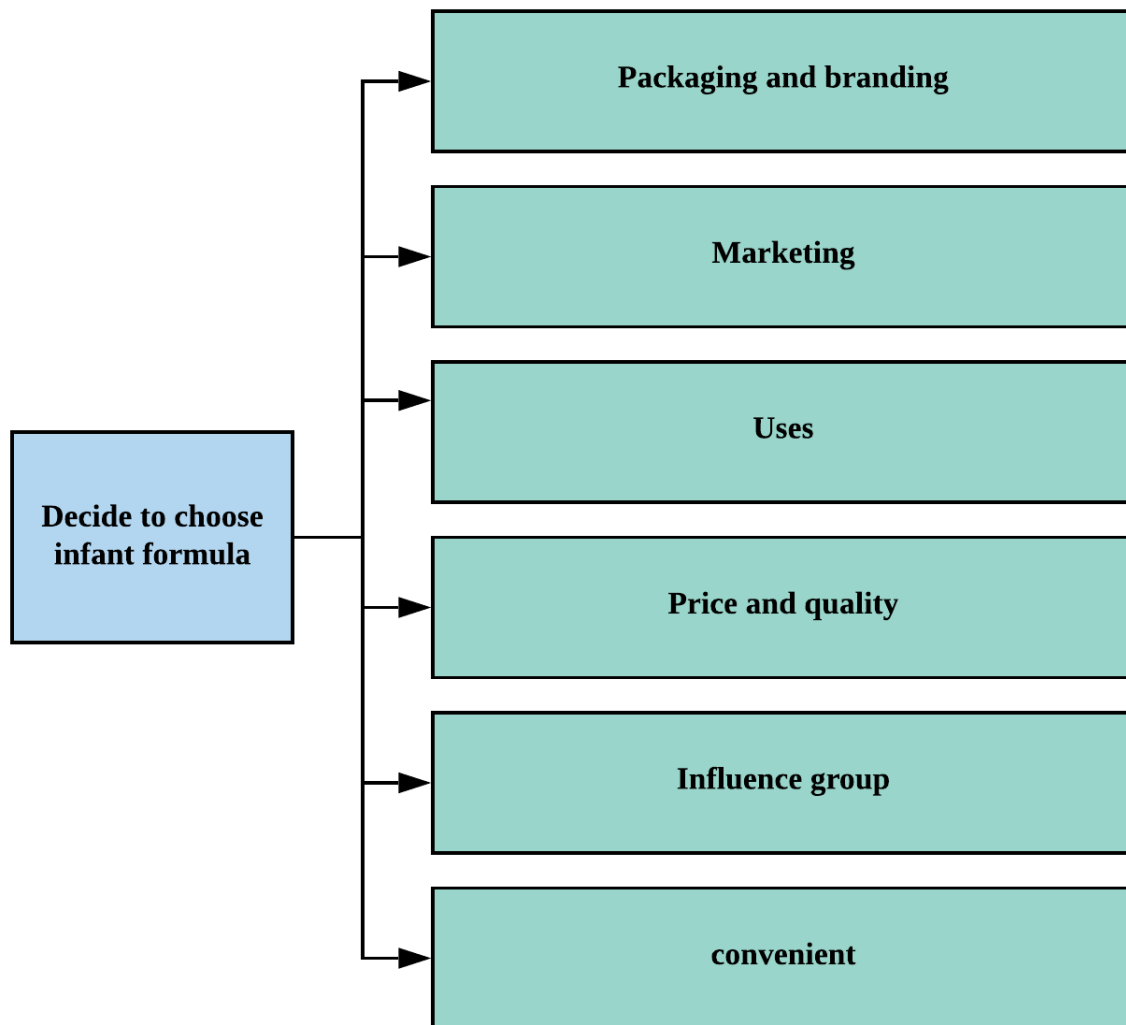 Packaging and branding
Marketing
Uses
Decide to choose
infant formula
Price and quality
Influence group
convenient